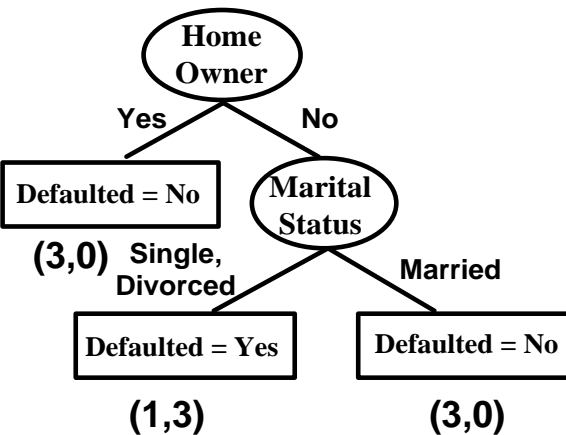 Home
Owner
Yes
No
Defaulted = No
Marital
Status
(3,0)
Single,
Divorced
Married
Defaulted = Yes
Defaulted = No
(1,3)
(3,0)